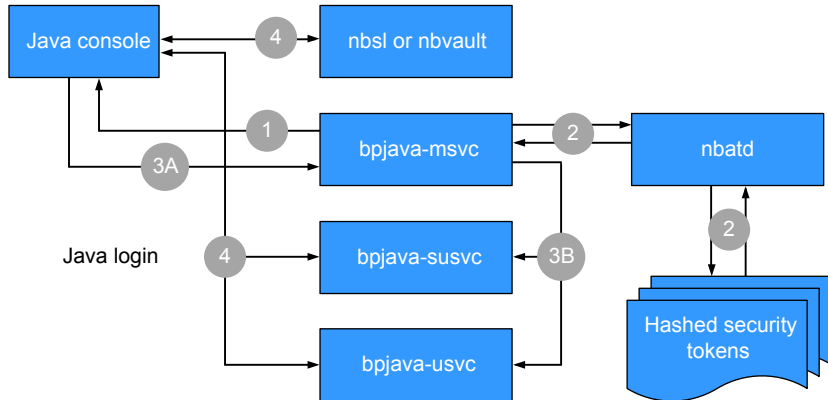 Java console
4
nbsl or nbvault
1
bpjava-msvc
2
nbatd
3A
2
Java login
4
bpjava-susvc
3B
Hashed security
tokens
bpjava-usvc